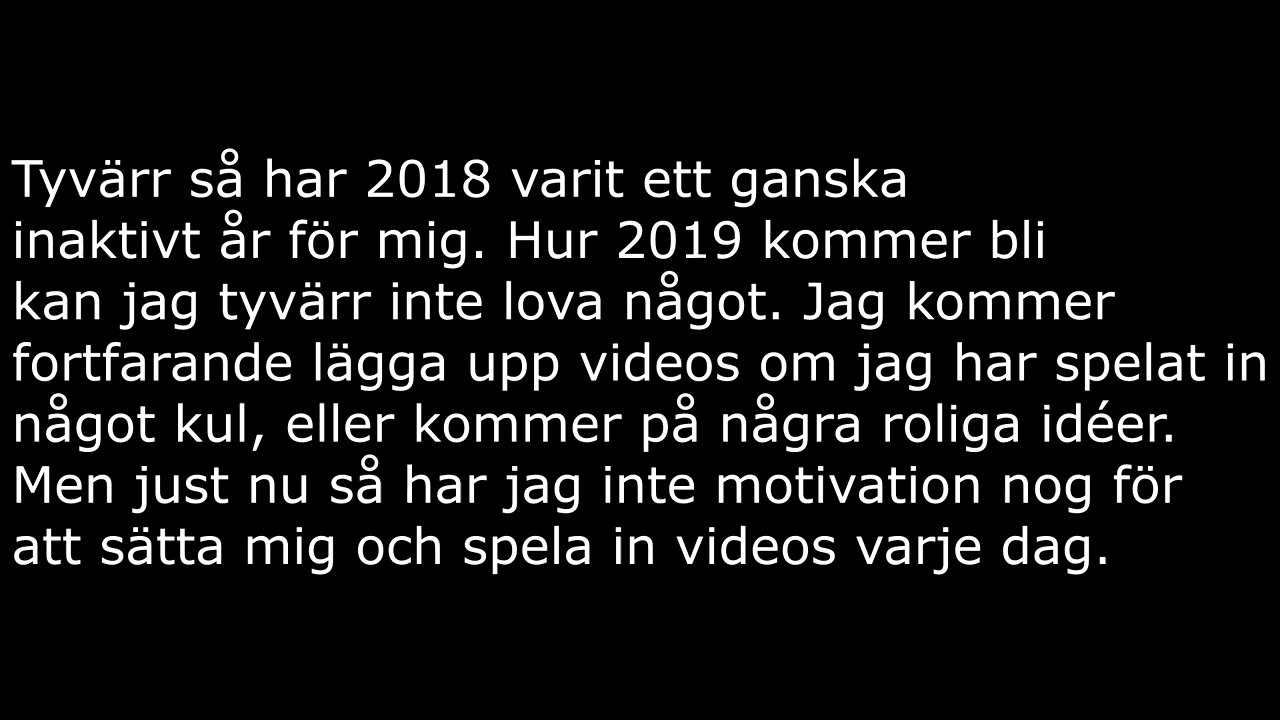 Tyvärr så har 2018 varit ett ganska
inaktivt år för mig. Hur 2019 kommer bli
kan jag tyvärr inte lova något. Jag kommer
fortfarande lägga upp videos om jag har spelat in
något kul, eller kommer på några roliga idéer.
Men just nu så har jag inte motivation nog för
att sätta mig och spela in videos varje dag.